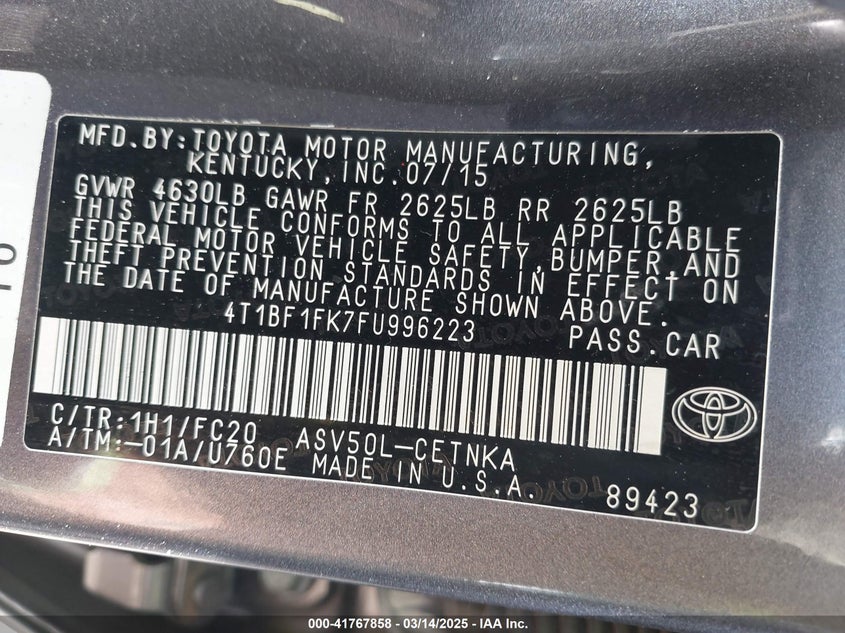 MFD.BY:TOYOTA MOTOR MANUFACTURING,
KENTUCKY,INC.07/15
GVWR 4630LB GAWR FR 2625LB RR 2625LB
THIS VEHICLE CONFORMS TO ALL APPLICABLE
FEDERAL MOTOR VEHICLE SAFETY,BUMPER,AND
THEFT PREVENTION STANDARDS IN EFFECT ON
THE DATE OF MANUFACTURE SHOWN ABOVE.
4T1BF1FK7FU996223 PASS.CAR
C/TR:1H1/FC20 ASV50L-CETNKA
A/TM:-01A/U760E MADE IN U.S.A.
89423
000-41767858 - 03/14/2025 - IAA Inc.